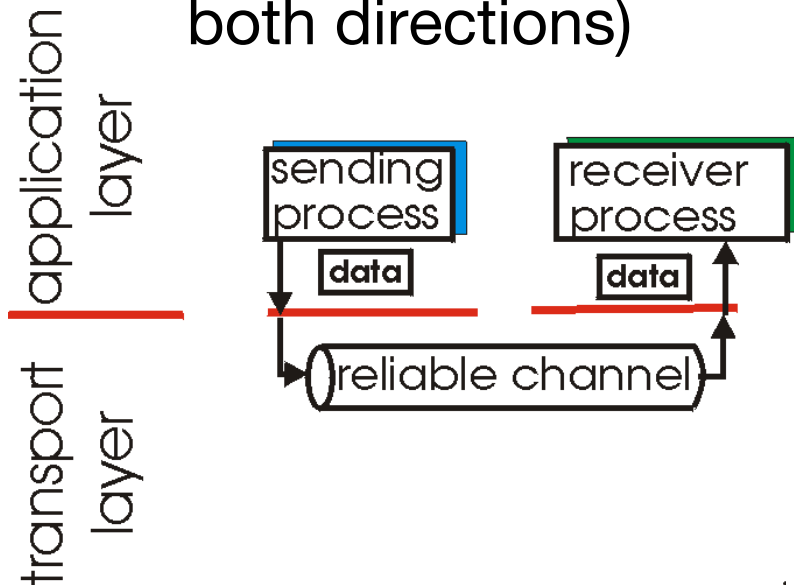 both directions)
application
layer
sending
process
receiver
process
data
data
reliable channel
transport
layer